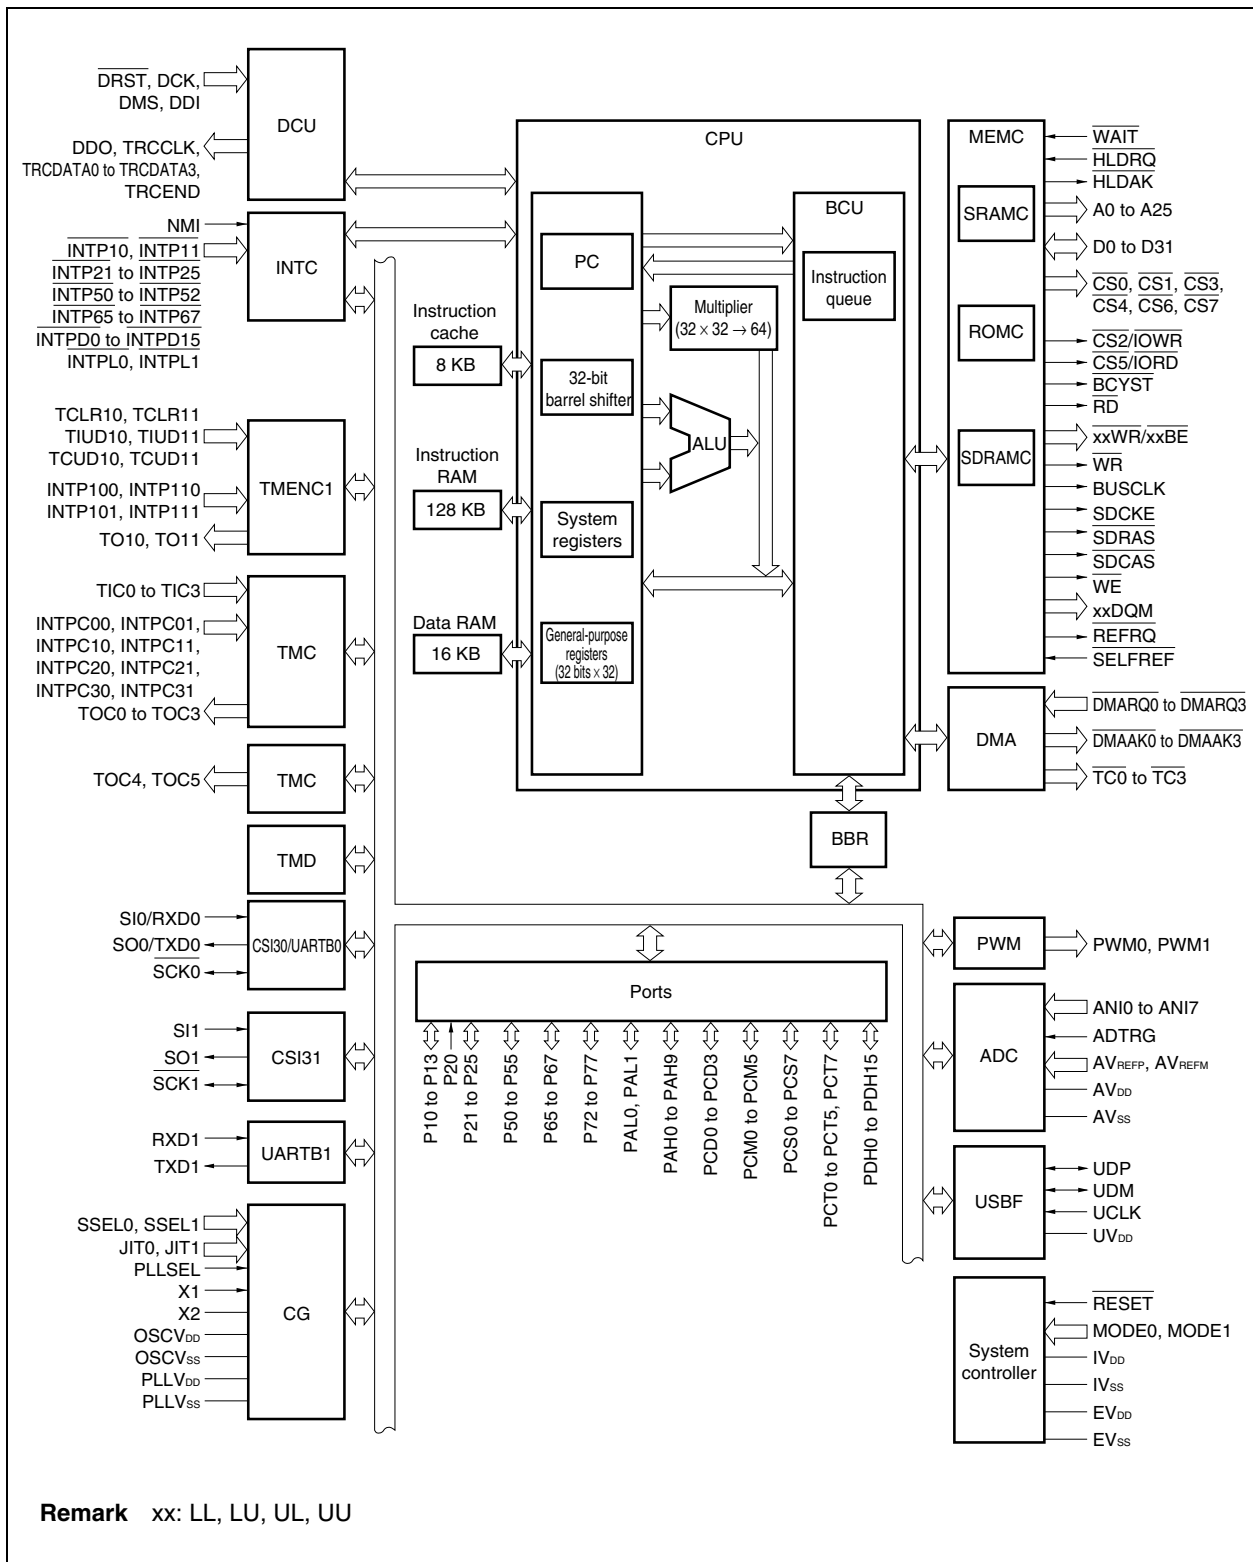 DRST, DCK,
DMS, DDI
DDO, TRCCLK,
TRCDATA0 to TRCDATA3,
TRCEND
DCU
NMI
INTP10, INTP11
INTP21 to INTP25
INTP50 to INTP52
INTP65 to INTP67
INTPD0 to INTPD15
INTPL0, INTPL1
INTC
TCLR10, TCLR11
TIUD10, TIUD11
TCUD10, TCUD11
INTP100, INTP110
INTP101, INTP111
TO10, TO11
TMENC1
TIC0 to TIC3
INTPC00, INTPC01,
INTPC10, INTPC11,
INTPC20, INTPC21,
INTPC30, INTPC31
TOC0 to TOC3
TMC
TOC4, TOC5
TMC
TMD
SI0/RXD0
SO0/TXD0
SCK0
CSI30/UARTB0
SI1
SO1
SCK1
CSI31
RXD1
TXD1
UARTB1
SSEL0, SSEL1
JIT0, JIT1
PLLSEL
X1
X2
OSCVDD
OSCVSS
PLLVDD
PLLVSS
CG
Instruction
cache
8 KB
Instruction
RAM
128 KB
Data RAM
16 KB
CPU
PC
32-bit
barrel shifter
System
registers
General-purpose
registers
(32 bits × 32)
Multiplier
(32 × 32 → 64)
ALU
BCU
Instruction
queue
BBR
Ports
P10 to P13
P20
P21 to P25
P50 to P55
P65 to P67
P72 to P77
PAL0, PAL1
PAH0 to PAH9
PCD0 to PCD3
PCM0 to PCM5
PCS0 to PCS7
PCT0 to PCT5, PCT7
PDH0 to PDH15
MEMC
SRAMC
ROMC
SDRAMC
WAIT
HLDRQ
HLDAK
A0 to A25
D0 to D31
CS0, CS1, CS3,
CS4, CS6, CS7
CS2/IOWR
CS5/IORD
BCYST
RD
xxWR/xxBE
WR
BUSCLK
SDCKE
SDRAS
SDCAS
WE
xxDQM
REFRQ
SELFREF
DMA
DMARQ0 to DMARQ3
DMAAK0 to DMAAK3
TC0 to TC3
PWM
PWM0, PWM1
ADC
ANI0 to ANI7
ADTRG
AVREFP, AVREFM
AVDD
AVSS
USBF
UDP
UDM
UCLK
UVDD
System
controller
RESET
MODE0, MODE1
IVDD
IVSS
EVDD
EVSS
Remark xx: LL, LU, UL, UU